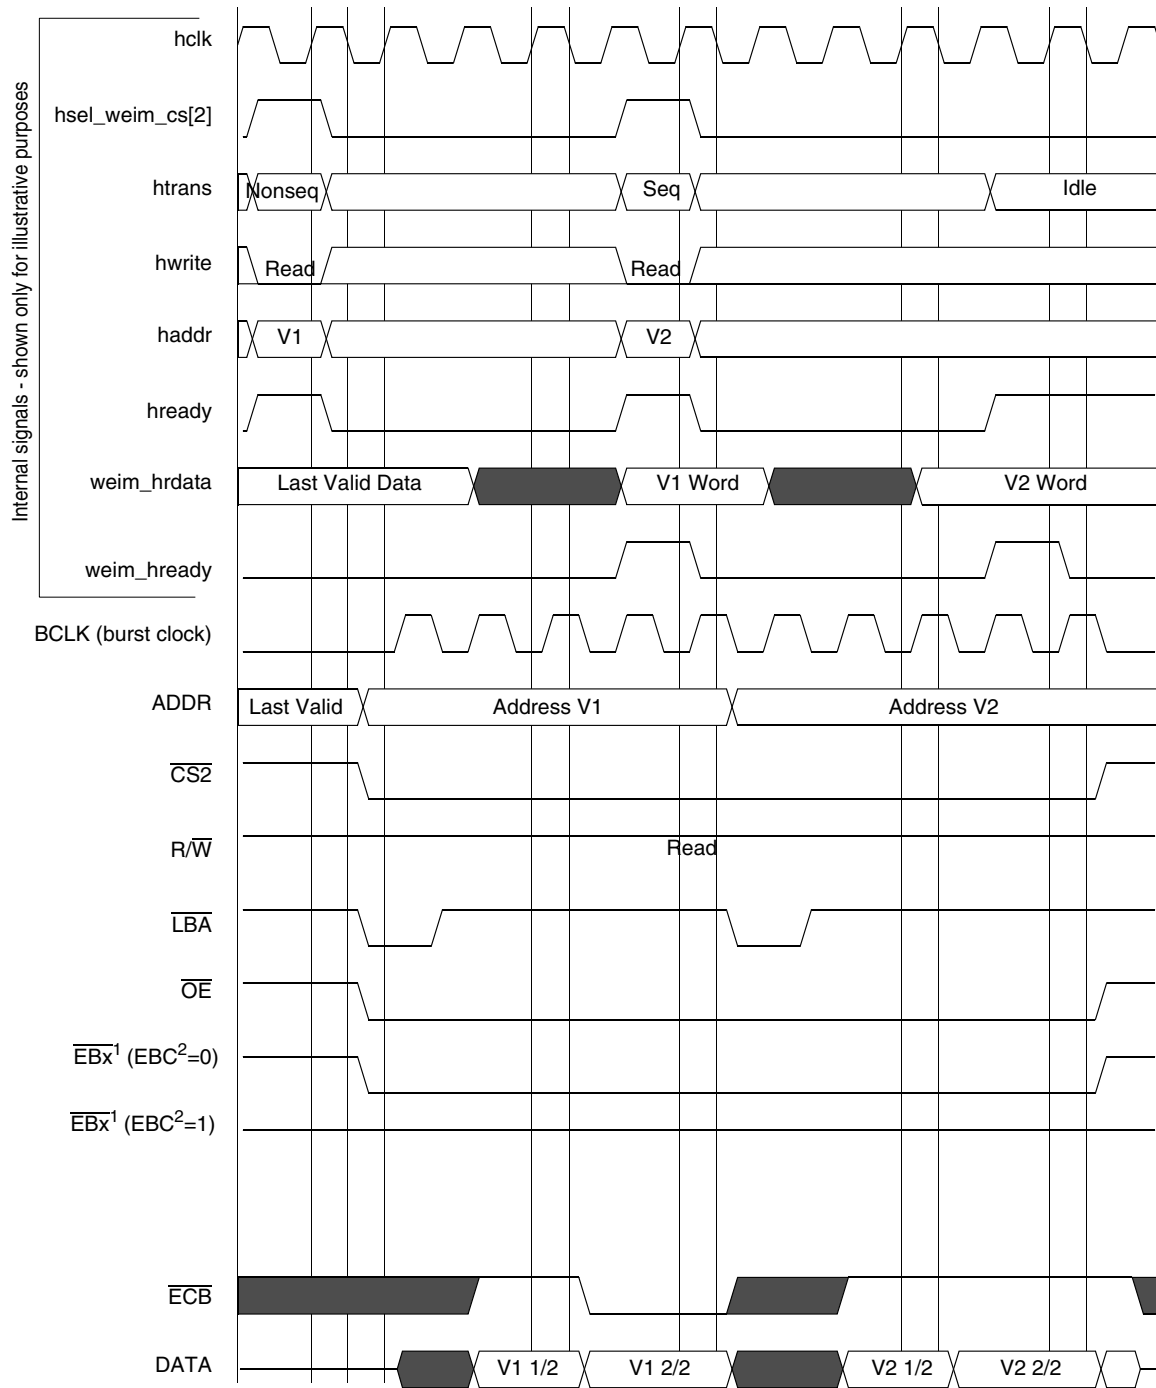 Internal signals - shown only for illustrative purposes
hclk
hsel_weim_cs[2]
htrans Nonseq Seq Idle
hwrite Read Read
haddr V1 V2
hready
weim_hrdata Last Valid Data V1 Word V2 Word
weim_hready
BCLK (burst clock)
ADDR Last Valid Address V1 Address V2
CS2
R/W Read
LBA
OE
EBx¹ (EBC²=0)
EBx¹ (EBC²=1)
ECB
DATA V1 1/2 V1 2/2 V2 1/2 V2 2/2